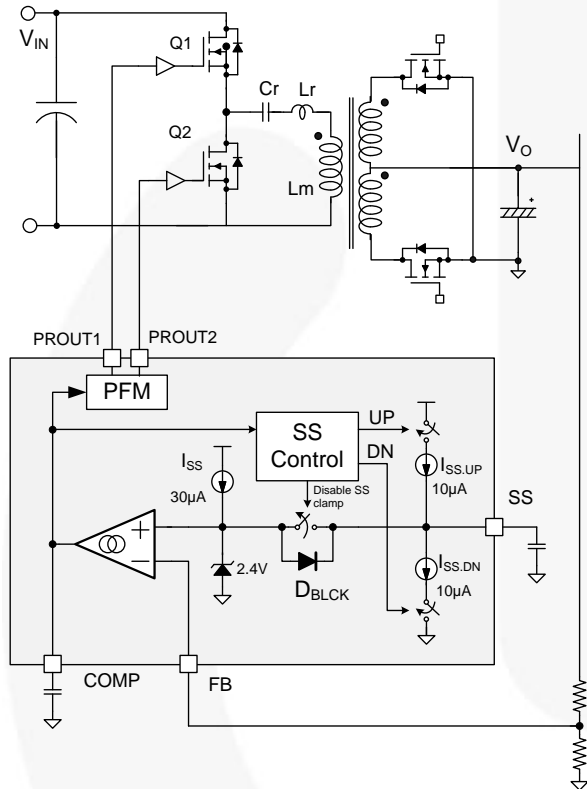 VIN
Q1
Cr
Lr
Q2
Lm
VO
+
PROUT1
PROUT2
PFM
SS
Control
UP
DN
ISS
30µA
Disable SS
clamp
ISS.UP
10µA
SS
+
−
2.4V
DBLCK
ISS.DN
10µA
COMP
FB